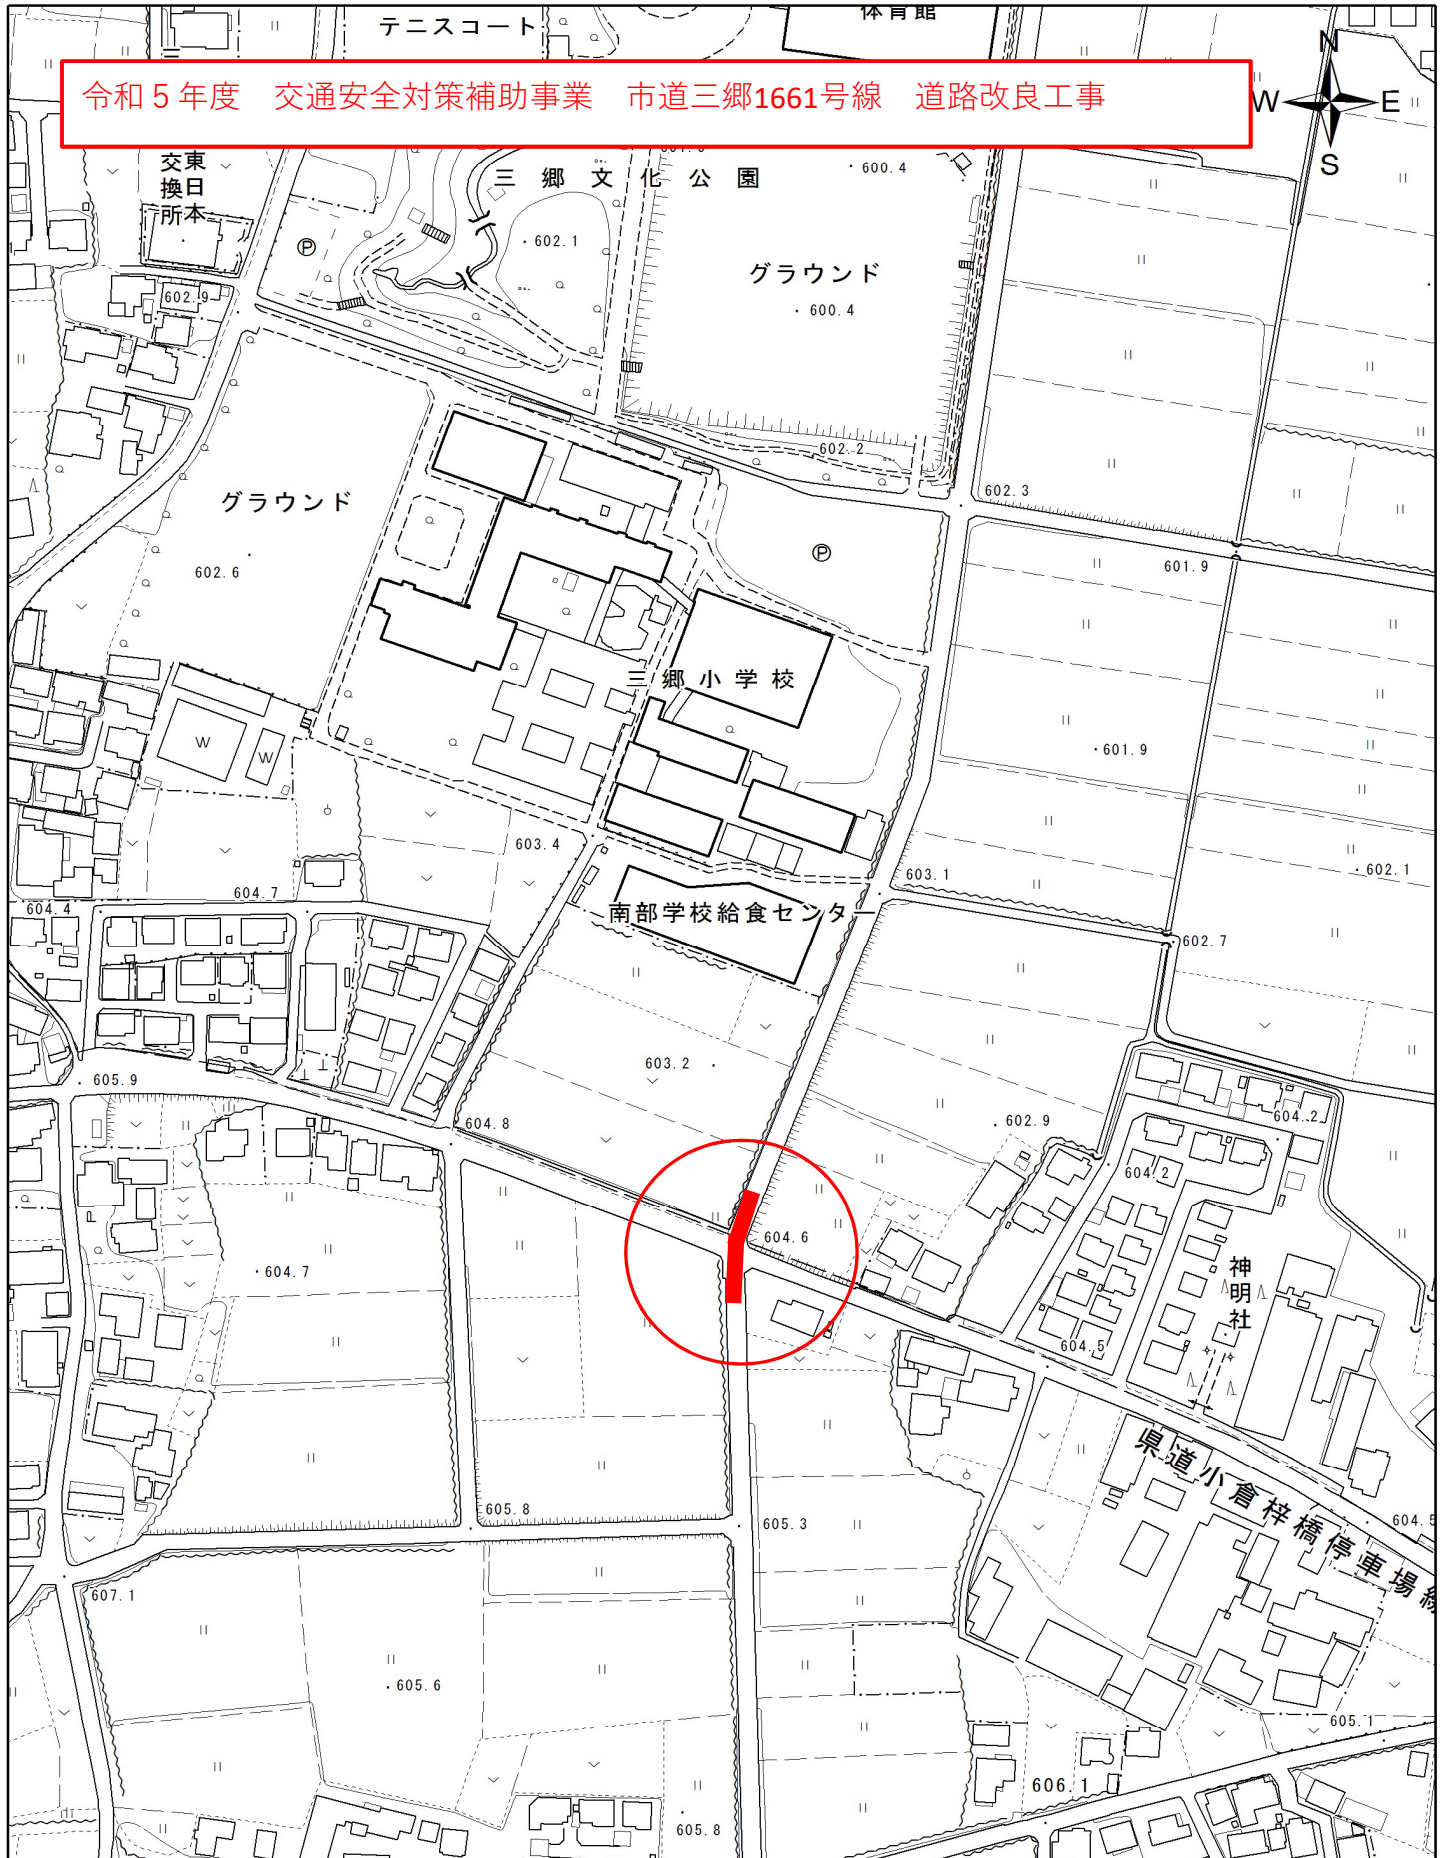 テニスコート
体育館
令和5年度　交通安全対策補助事業　市道三郷1661号線　道路改良工事
N
W
E
S
東日本
交換所
三郷文化公園
600.4
602.1
602.9
グラウンド
600.4
602.2
602.3
グラウンド
602.6
601.9
三郷小学校
W
W
601.9
603.4
603.1
602.1
604.7
604.4
南部学校給食センター
602.7
603.2
605.9
604.8
602.9
604.2
604.2
604.6
604.7
神明社
604.5
県道小倉梓橋停車場線
605.8
605.3
604.5
607.1
605.6
605.1
606.1
605.8